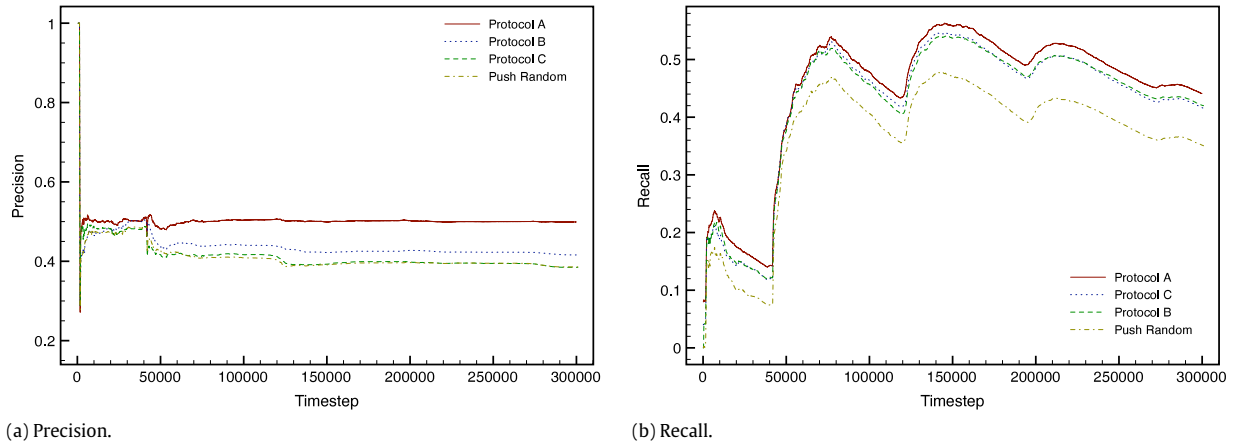 Protocol A
Protocol B
Protocol C
Push Random
1
0.8
0.6
0.4
0.2
Precision
0 50000 100000 150000 200000 250000 300000
Timestep
(a) Precision.
0.5
0.4
0.3
0.2
0.1
0
Recall
Protocol A
Protocol C
Protocol B
Push Random
0 50000 100000 150000 200000 250000 300000
Timestep
(b) Recall.